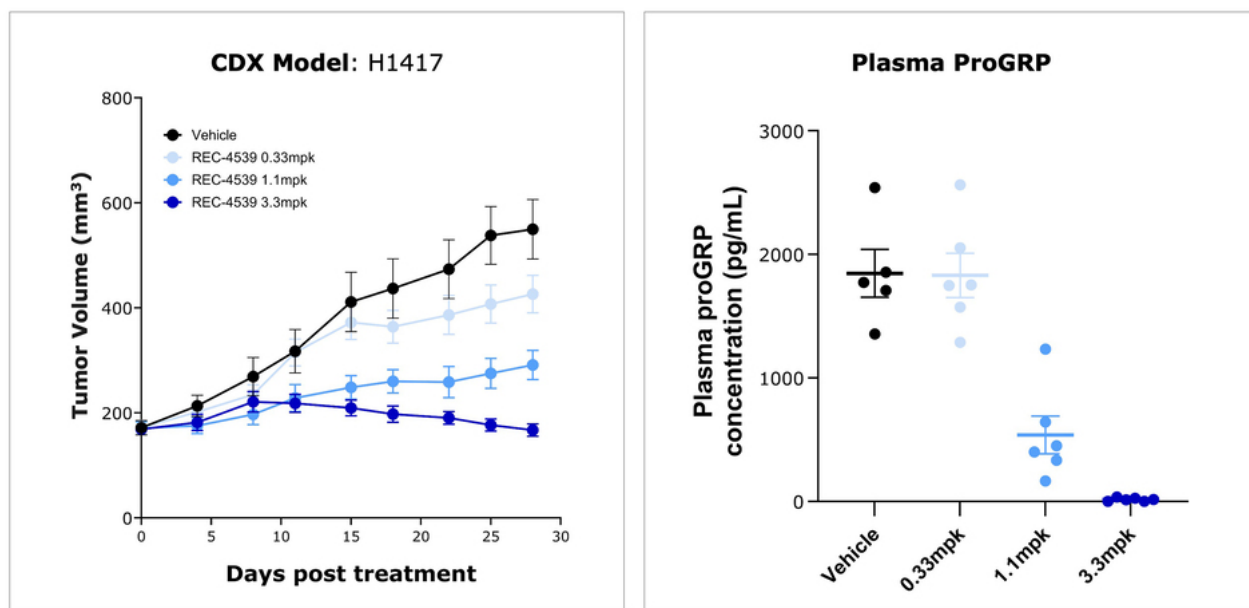 CDX Model: H1417
800
600
400
200
0
Tumor Volume (mm³)
Vehicle
REC-4539 0.33mpk
REC-4539 1.1mpk
REC-4539 3.3mpk
0 5 10 15 20 25 30
Days post treatment
Plasma ProGRP
3000
2000
1000
0
Plasma proGRP
concentration (pg/mL)
Vehicle
0.33mpk
1.1mpk
3.3mpk